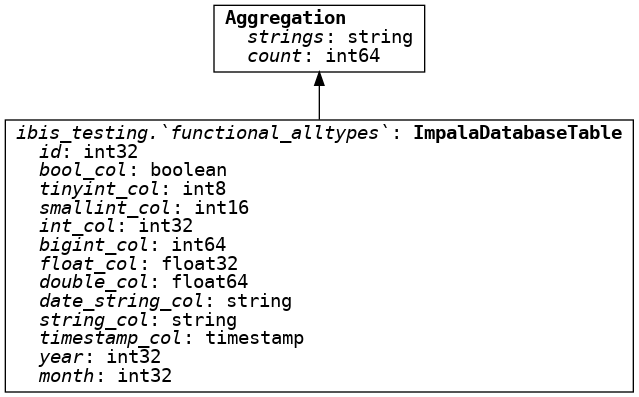 Aggregation
strings: string
count: int64
ibis_testing.`functional_alltypes`: ImpalaDatabaseTable
id: int32
bool_col: boolean
tinyint_col: int8
smallint_col: int16
int_col: int32
bigint_col: int64
float_col: float32
double_col: float64
date_string_col: string
string_col: string
timestamp_col: timestamp
year: int32
month: int32